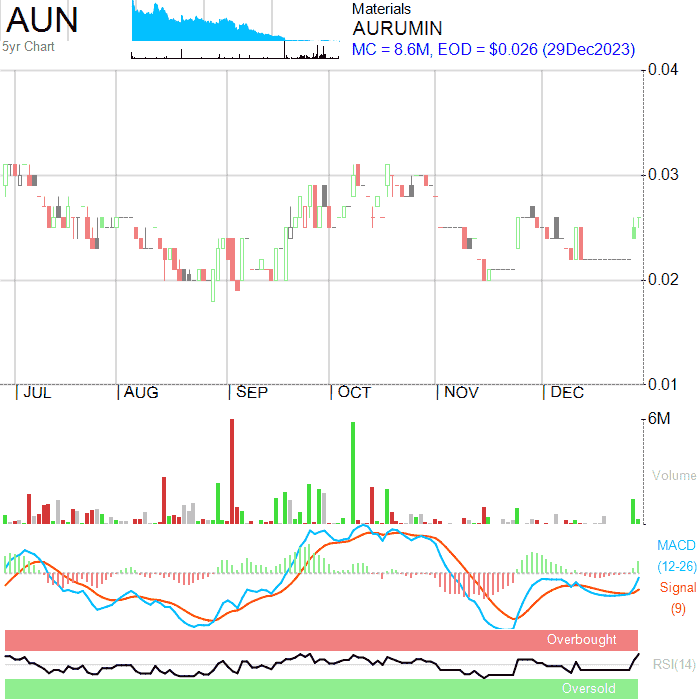 AUN
5yr Chart
Materials
AURUMIN
MC = 8.6M, EOD = $0.026 (29Dec2023)
0.04
0.03
0.02
0.01
JUL AUG SEP OCT NOV DEC
6M
Volume
MACD
(12-26)
Signal
(9)
Overbought
RSI(14)
Oversold